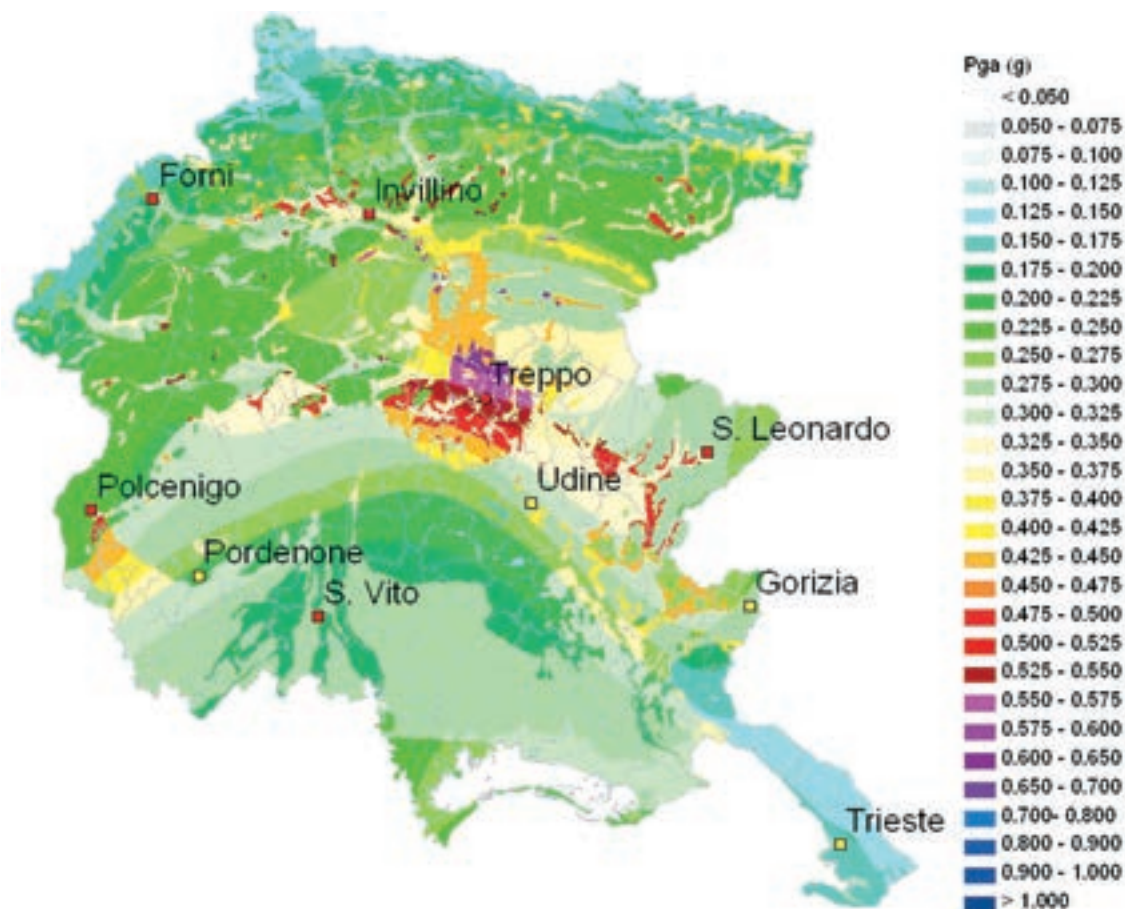 Pga (g)
< 0.050
0.050 - 0.075
0.075 - 0.100
0.100 - 0.125
0.125 - 0.150
0.150 - 0.175
0.175 - 0.200
0.200 - 0.225
0.225 - 0.250
0.250 - 0.275
0.275 - 0.300
0.300 - 0.325
0.325 - 0.350
0.350 - 0.375
0.375 - 0.400
0.400 - 0.425
0.425 - 0.450
0.450 - 0.475
0.475 - 0.500
0.500 - 0.525
0.525 - 0.550
0.550 - 0.575
0.575 - 0.600
0.600 - 0.650
0.650 - 0.700
0.700- 0.800
0.800 - 0.900
0.900 - 1.000
> 1.000
Forni
Invillino
Treppo
S. Leonardo
Polcenigo
Udine
Pordenone
S. Vito
Gorizia
Trieste